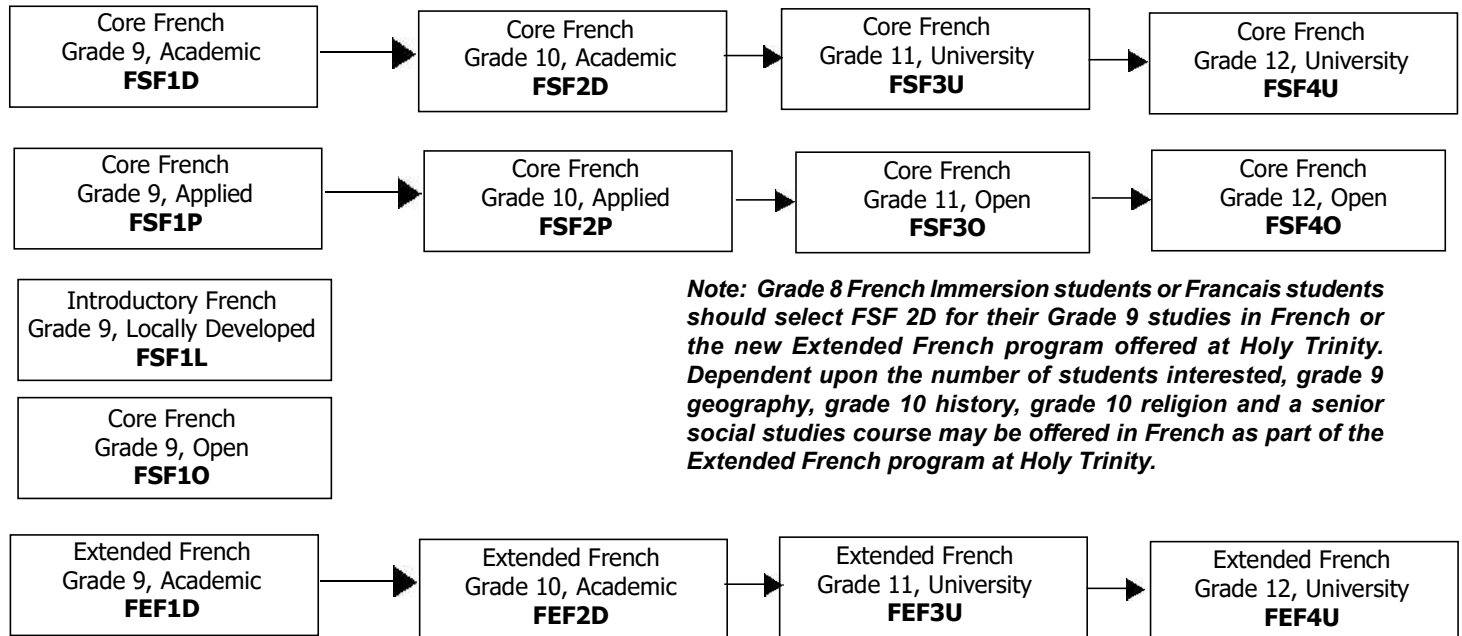 Core French
Grade 9, Academic
FSF1D
Core French
Grade 10, Academic
FSF2D
Core French
Grade 11, University
FSF3U
Core French
Grade 12, University
FSF4U
Core French
Grade 9, Applied
FSF1P
Core French
Grade 10, Applied
FSF2P
Core French
Grade 11, Open
FSF3O
Core French
Grade 12, Open
FSF4O
Introductory French
Grade 9, Locally Developed
FSF1L
Core French
Grade 9, Open
FSF1O
Note: Grade 8 French Immersion students or Francais students
should select FSF 2D for their Grade 9 studies in French or
the new Extended French program offered at Holy Trinity.
Dependent upon the number of students interested, grade 9
geography, grade 10 history, grade 10 religion and a senior
social studies course may be offered in French as part of the
Extended French program at Holy Trinity.
Extended French
Grade 9, Academic
FEF1D
Extended French
Grade 10, Academic
FEF2D
Extended French
Grade 11, University
FEF3U
Extended French
Grade 12, University
FEF4U